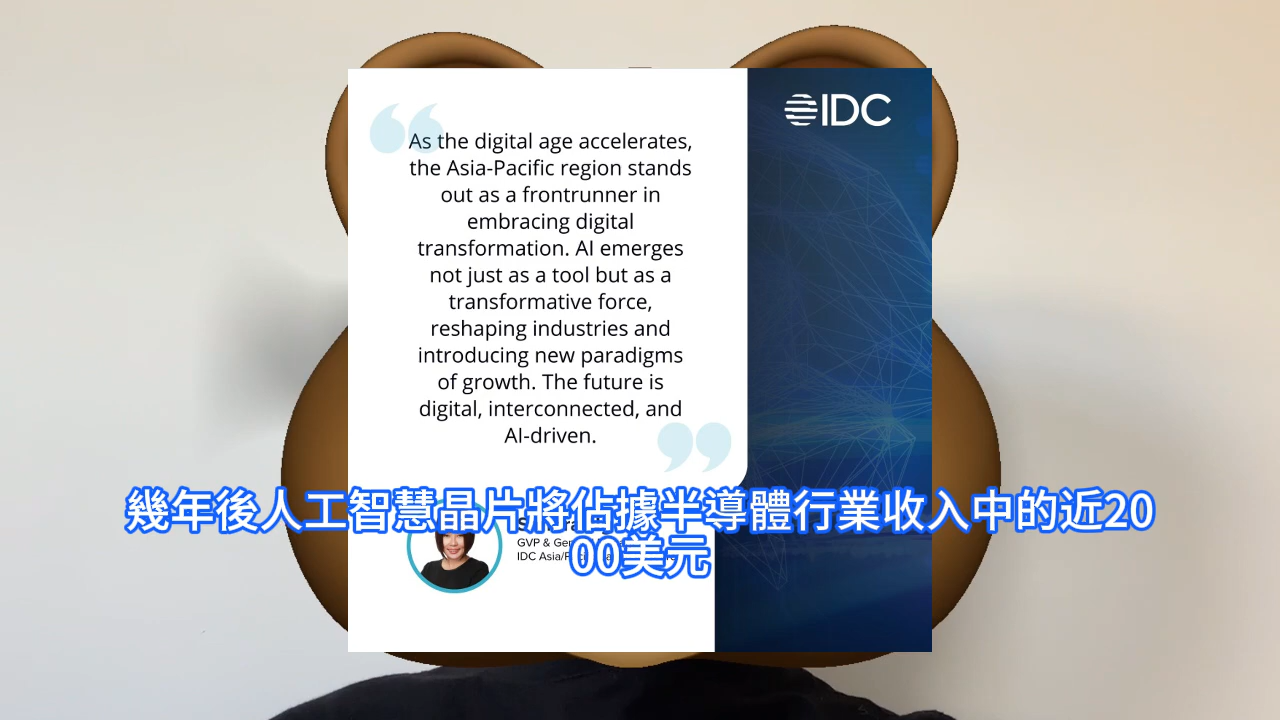 IDC
As the digital age accelerates,
the Asia-Pacific region stands
out as a frontrunner in
embracing digital
transformation. AI emerges
not just as a tool but as a
transformative force,
reshaping industries and
introducing new paradigms
of growth. The future is
digital, interconnected, and
AI-driven.
幾年後人工智慧晶片將佔據半導體行業收入中的近20
00美元
GVP &
IDC